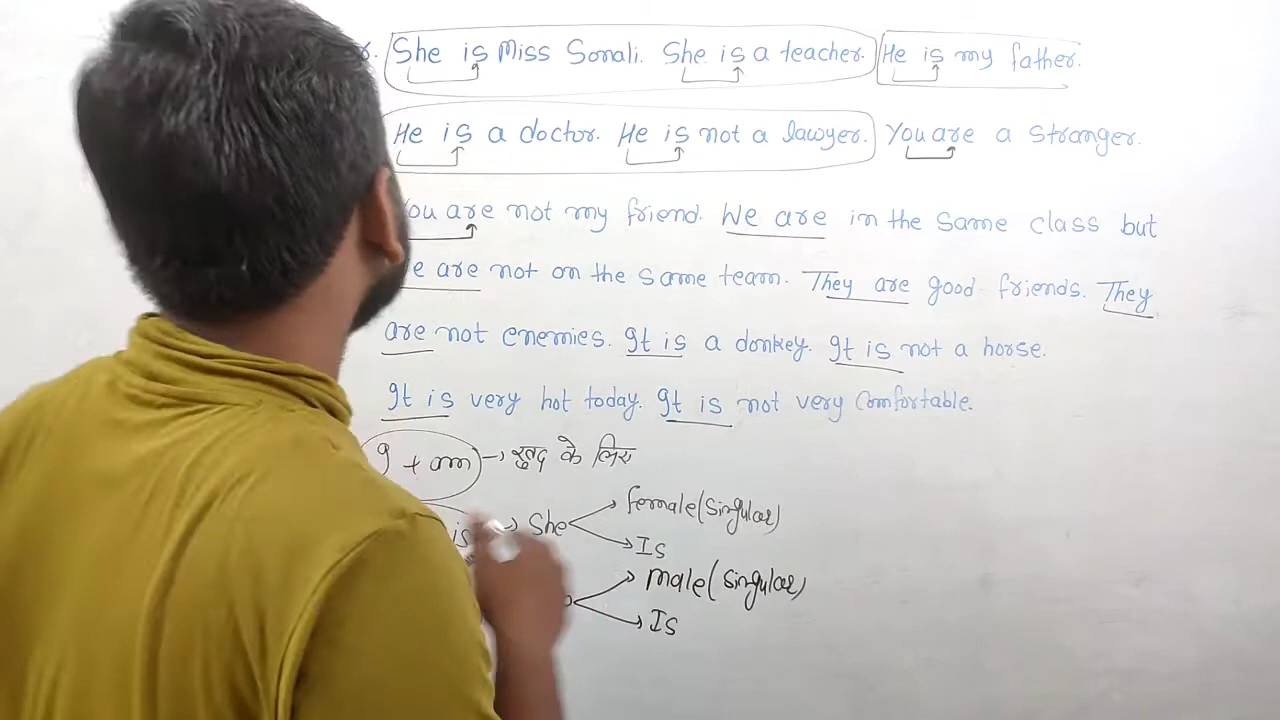 She is Miss Sonali. She is a teacher. He is my father.
He is a doctor. He is not a lawyer. You are a stranger.
You are not my friend. We are in the same class but
are not on the same team. They are good friends. They
are not enemies. It is a donkey. It is not a horse.
It is very hot today. It is not very comfortable.
I + am → खुद के लिए
is → She → female (Singular)
→ Is
→ male (Singular)
→ Is